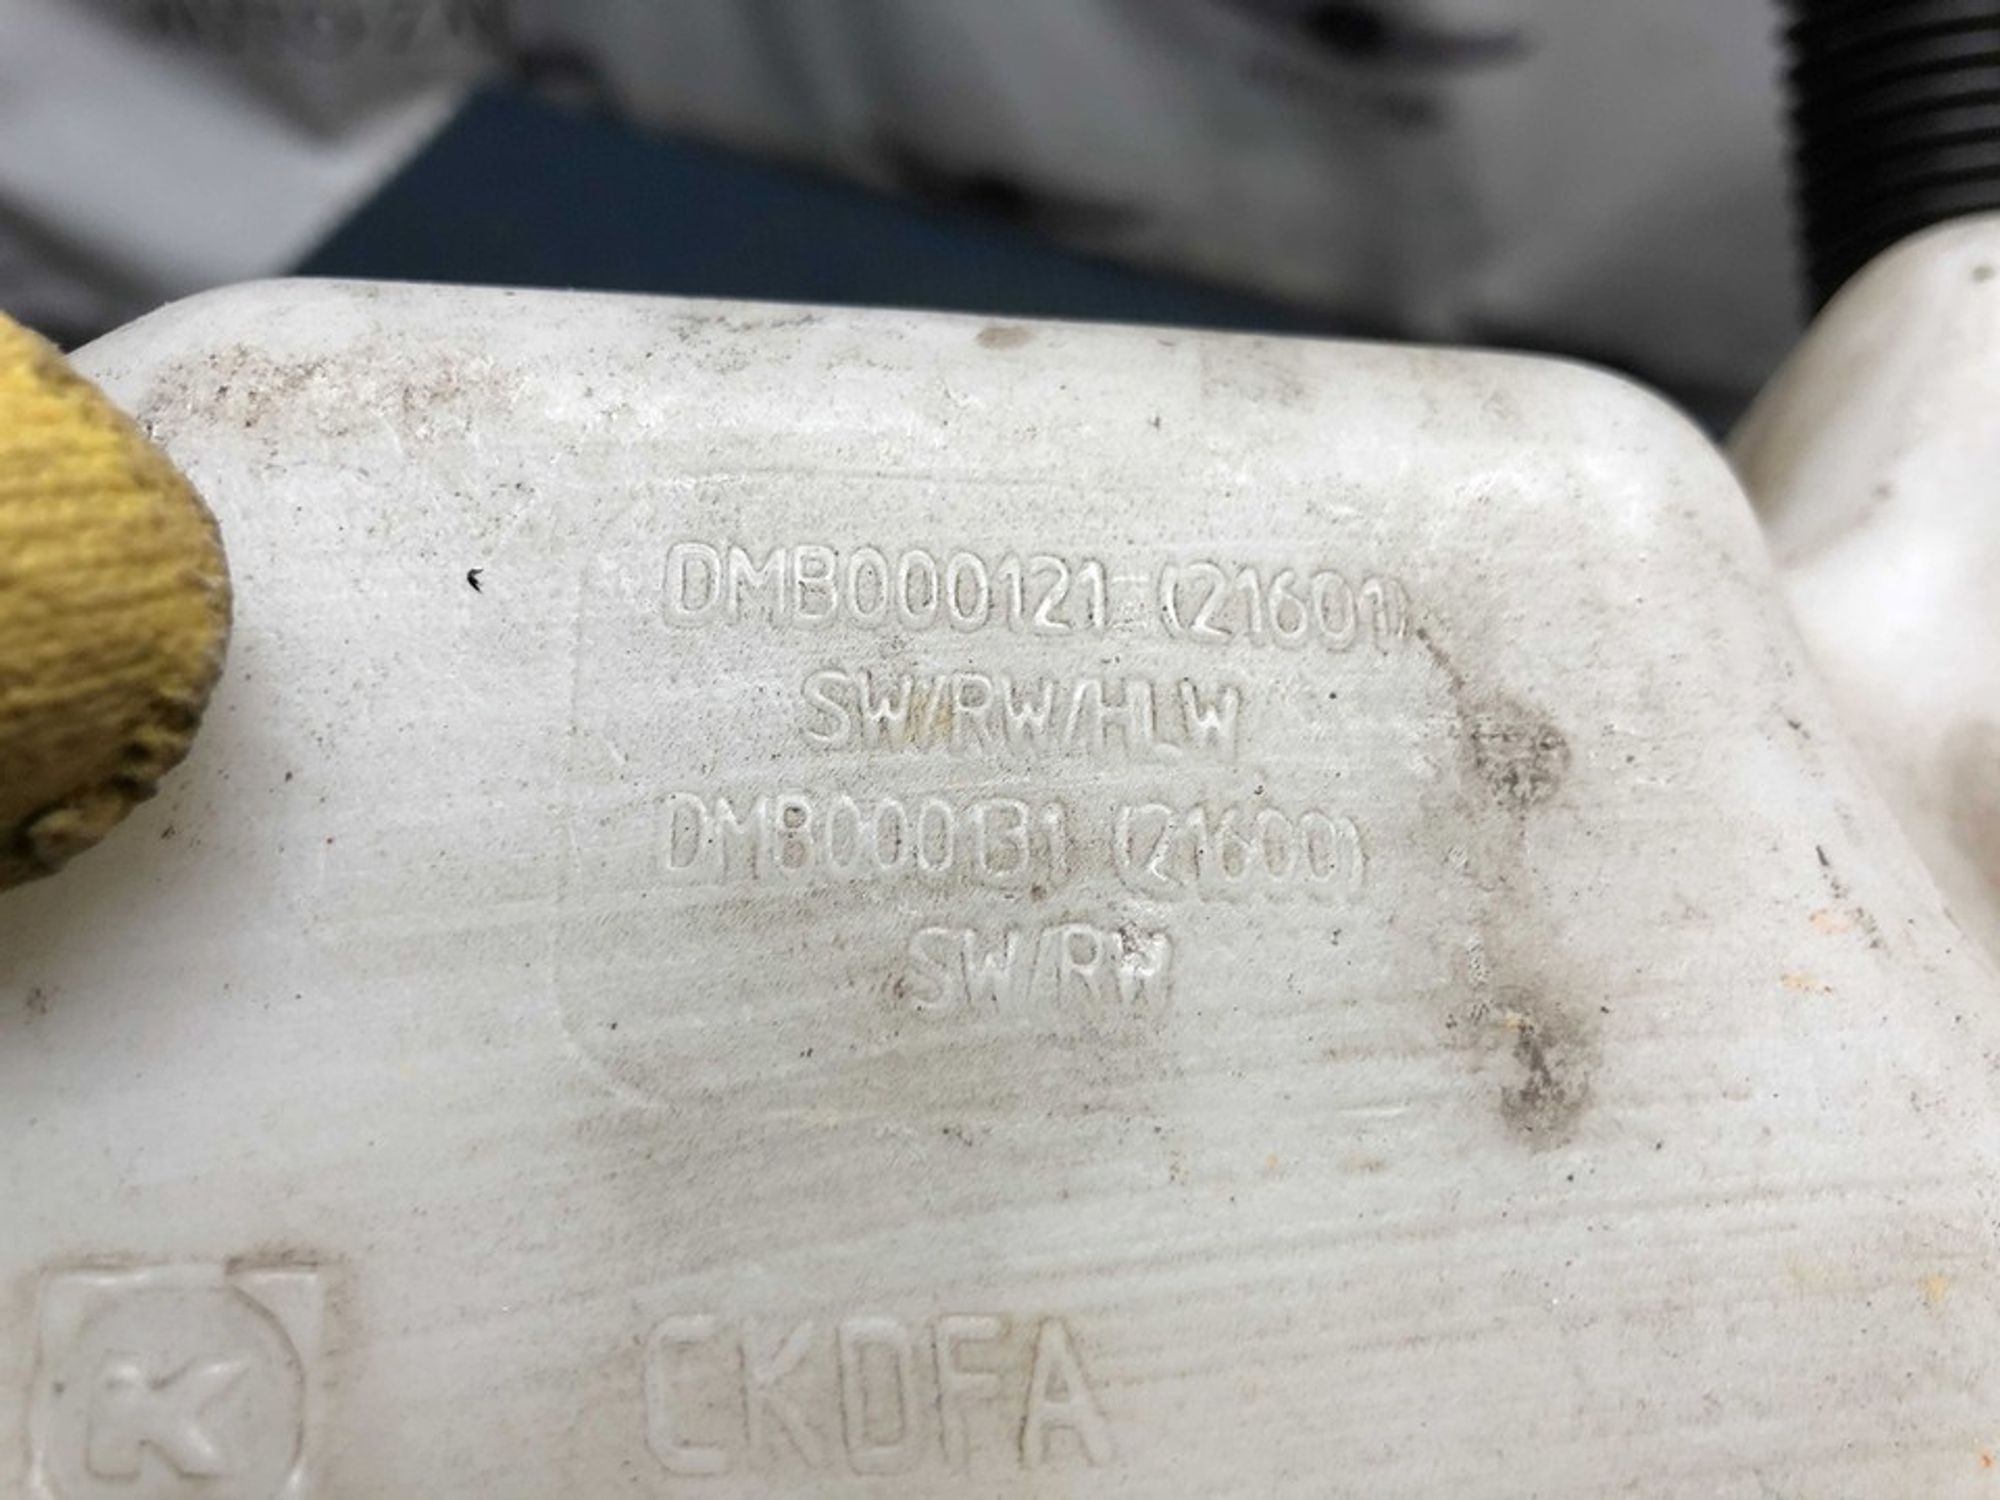 DMB000121 (21601)
SW/RW/HLW
DMB000131 (21600)
SW/RW
K
CKDFA